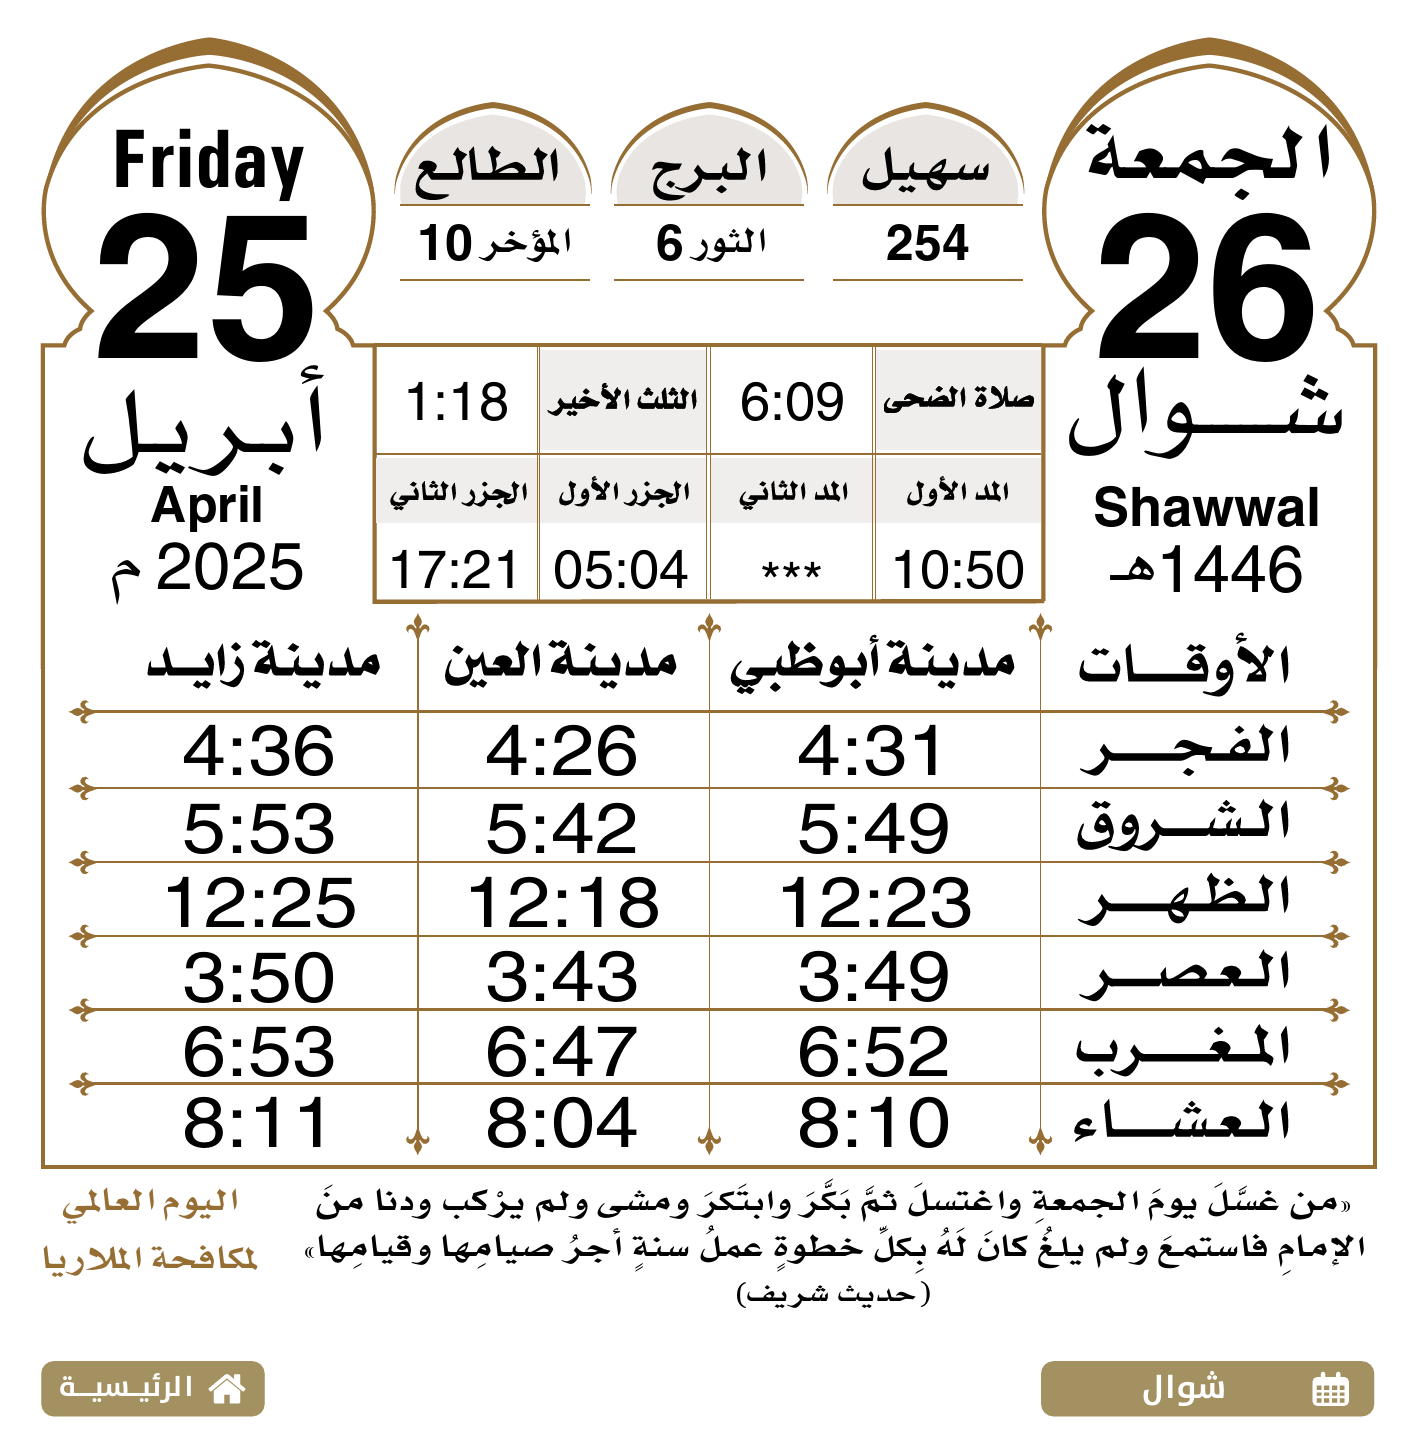 الجمعة
26
شوال
Shawwal
1446هـ
سهيل
254
البرج
الثور 6
الطالع
المؤخر 10
Friday
25
أبريل
April
2025 م
صلاة الضحى 6:09 الثلث الأخير 1:18
المد الأول المد الثاني الجزر الأول الجزر الثاني
10:50 *** 05:04 17:21
الأوقات مدينة أبوظبي مدينة العين مدينة زايد
الفجر 4:31 4:26 4:36
الشروق 5:49 5:42 5:53
الظهر 12:23 12:18 12:25
العصر 3:49 3:43 3:50
المغرب 6:52 6:47 6:53
العشاء 8:10 8:04 8:11
«من غسَّلَ يومَ الجمعةِ واغتسلَ ثمَّ بَكَّرَ وابتَكرَ ومشى ولم يرْكب ودنا منَ
الإمامِ فاستمعَ ولم يلغُ كانَ لَهُ بِكلِّ خطوةٍ عملُ سنةٍ أجرُ صيامِها وقيامِها»
(حديث شريف)
اليوم العالمي
لمكافحة الملاريا
شوال
الرئيسية